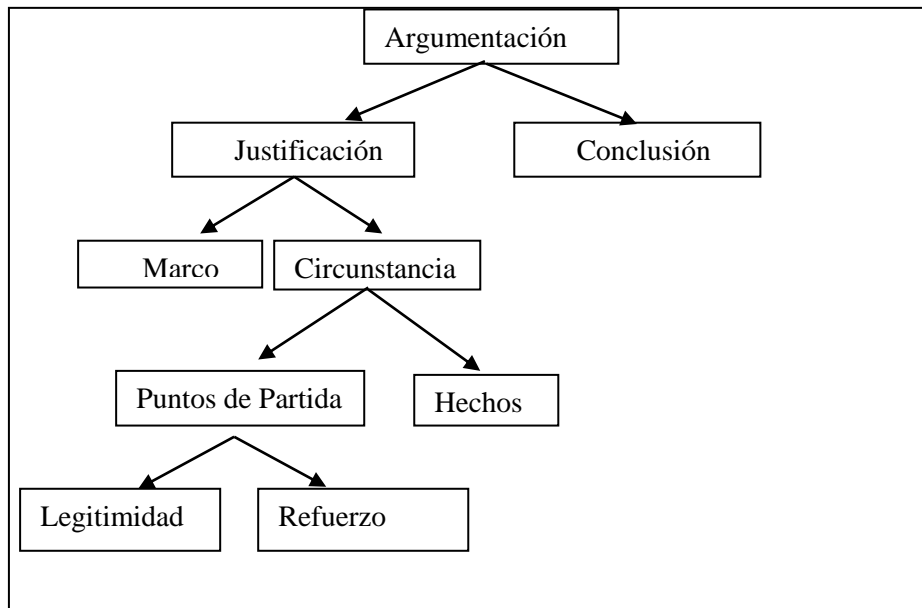 Argumentación
Justificación
Conclusión
Marco
Circunstancia
Puntos de Partida
Hechos
Legitimidad
Refuerzo